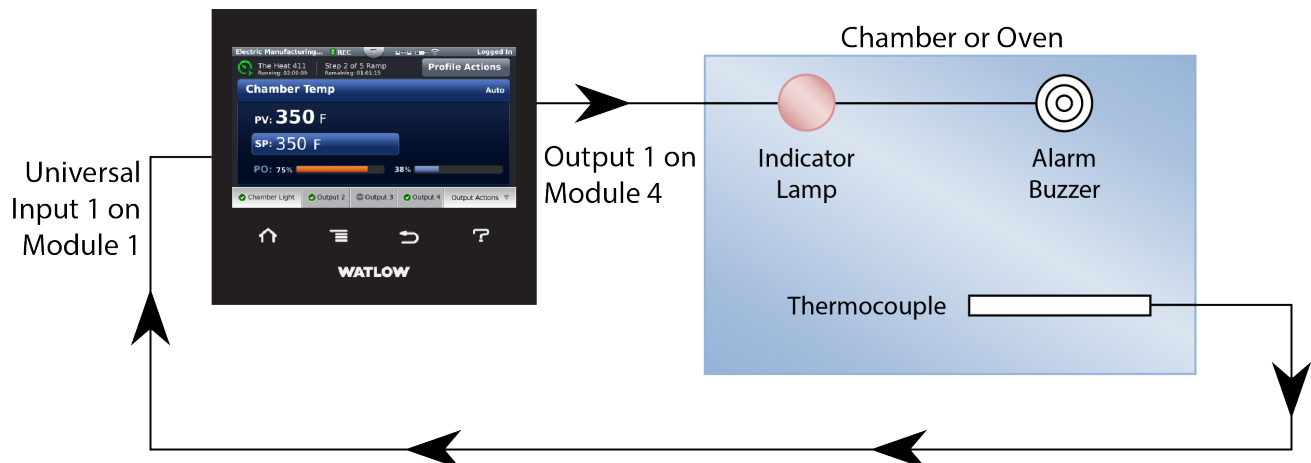 Electric Manufacturing... REC Logged In
The Heat 411 Step 2 of 5 Ramp Profile Actions
Running: 02:01:09 Remaining: 01:01:15
Chamber Temp Auto
PV: 350 F
SP: 350 F
PO: 75% 38%
Chamber Light Output 2 Output 3 Output 4 Output Actions
WATLOW
Universal
Input 1 on
Module 1
Output 1 on
Module 4
Chamber or Oven
Indicator
Lamp
Alarm
Buzzer
Thermocouple